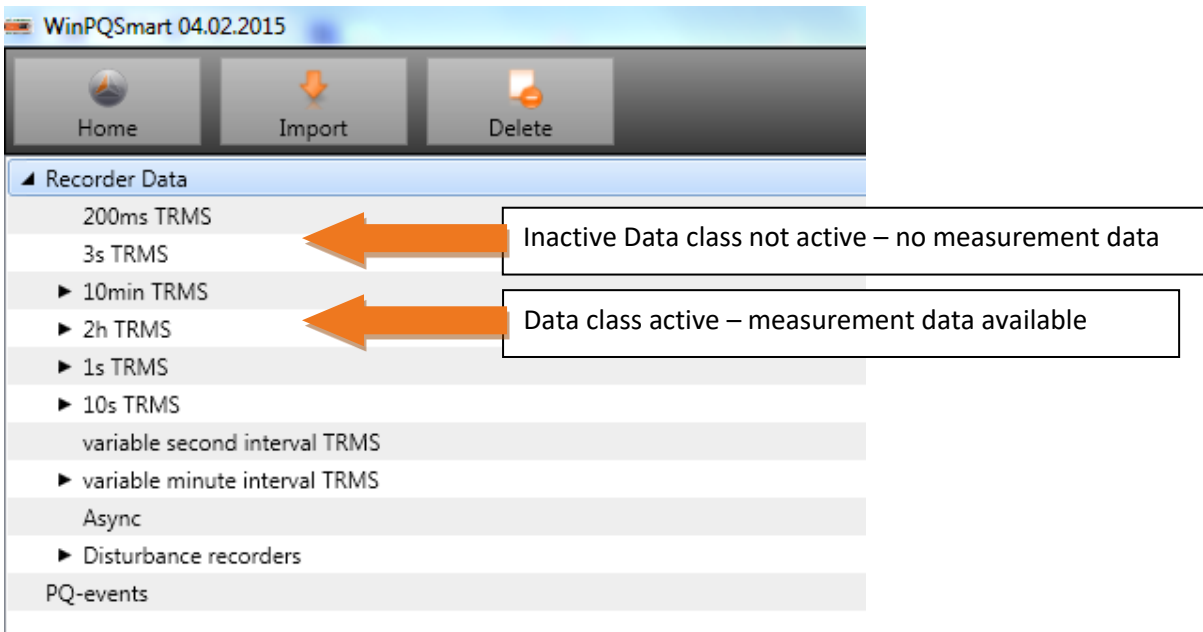 WinPQSmart 04.02.2015
Home Import Delete
Recorder Data
200ms TRMS
Inactive Data class not active – no measurement data
3s TRMS
10min TRMS
Data class active – measurement data available
2h TRMS
1s TRMS
10s TRMS
variable second interval TRMS
variable minute interval TRMS
Async
Disturbance recorders
PQ-events